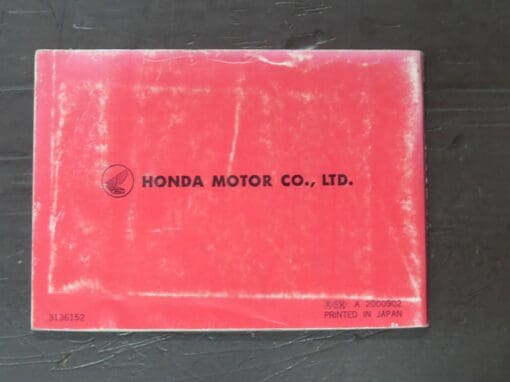 HONDA MOTOR CO., LTD.
A 2000902
3136152
PRINTED IN JAPAN